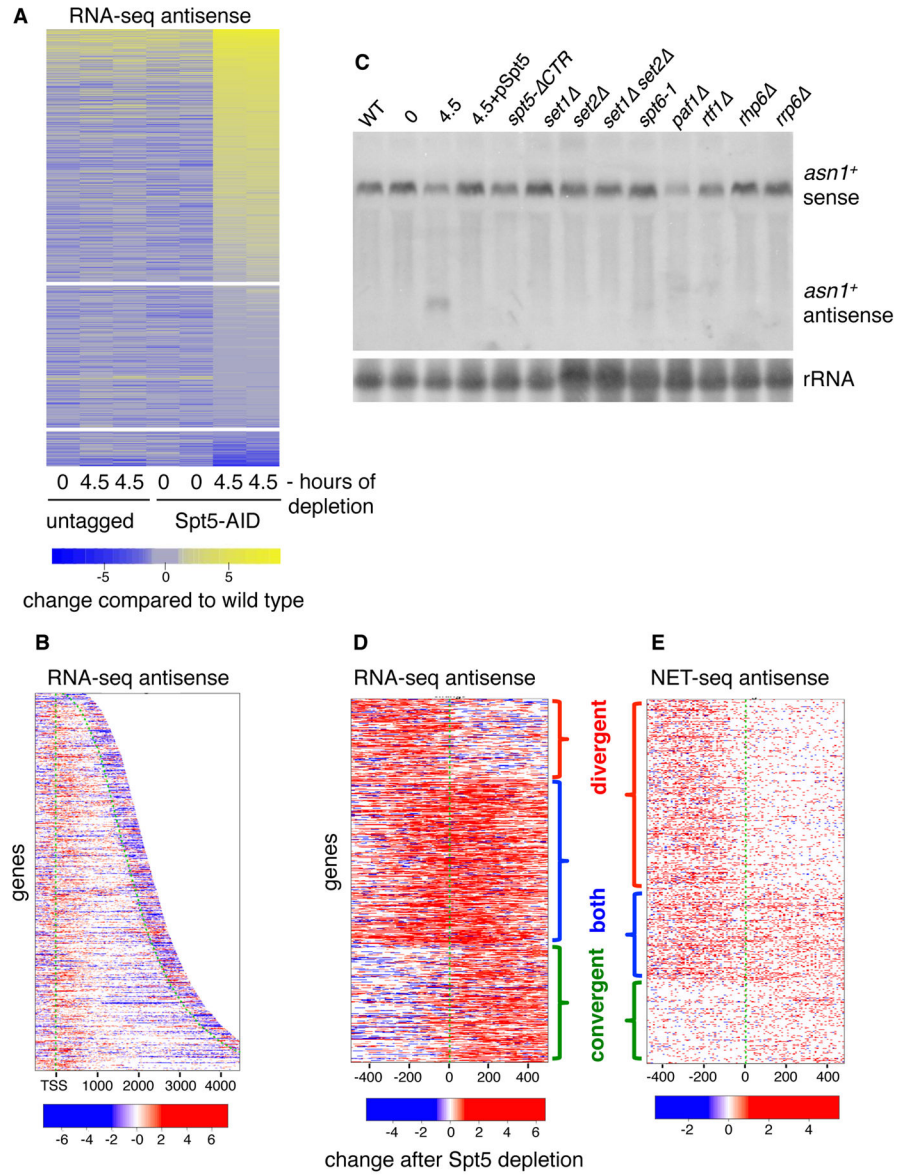 A
RNA-seq antisense
0 4.5 4.5 0 0 4.5 4.5 - hours of
depletion
untagged Spt5-AID
-5 0 5
change compared to wild type
C
WT 0 4.5 4.5+pSpt5 spt5-ΔCTR set1Δ set2Δ set1Δ set2Δ spt6-1 paf1Δ rtf1Δ rhp6Δ rrp6Δ
asn1+
sense
asn1+
antisense
rRNA
B
RNA-seq antisense
genes
TSS 1000 2000 3000 4000
-6 -4 -2 -0 2 4 6
D
RNA-seq antisense
genes
-400 -200 0 200 400
-4 -2 0 2 4 6
divergent
both
convergent
E
NET-seq antisense
-400 -200 0 200 400
-2 0 2 4
change after Spt5 depletion